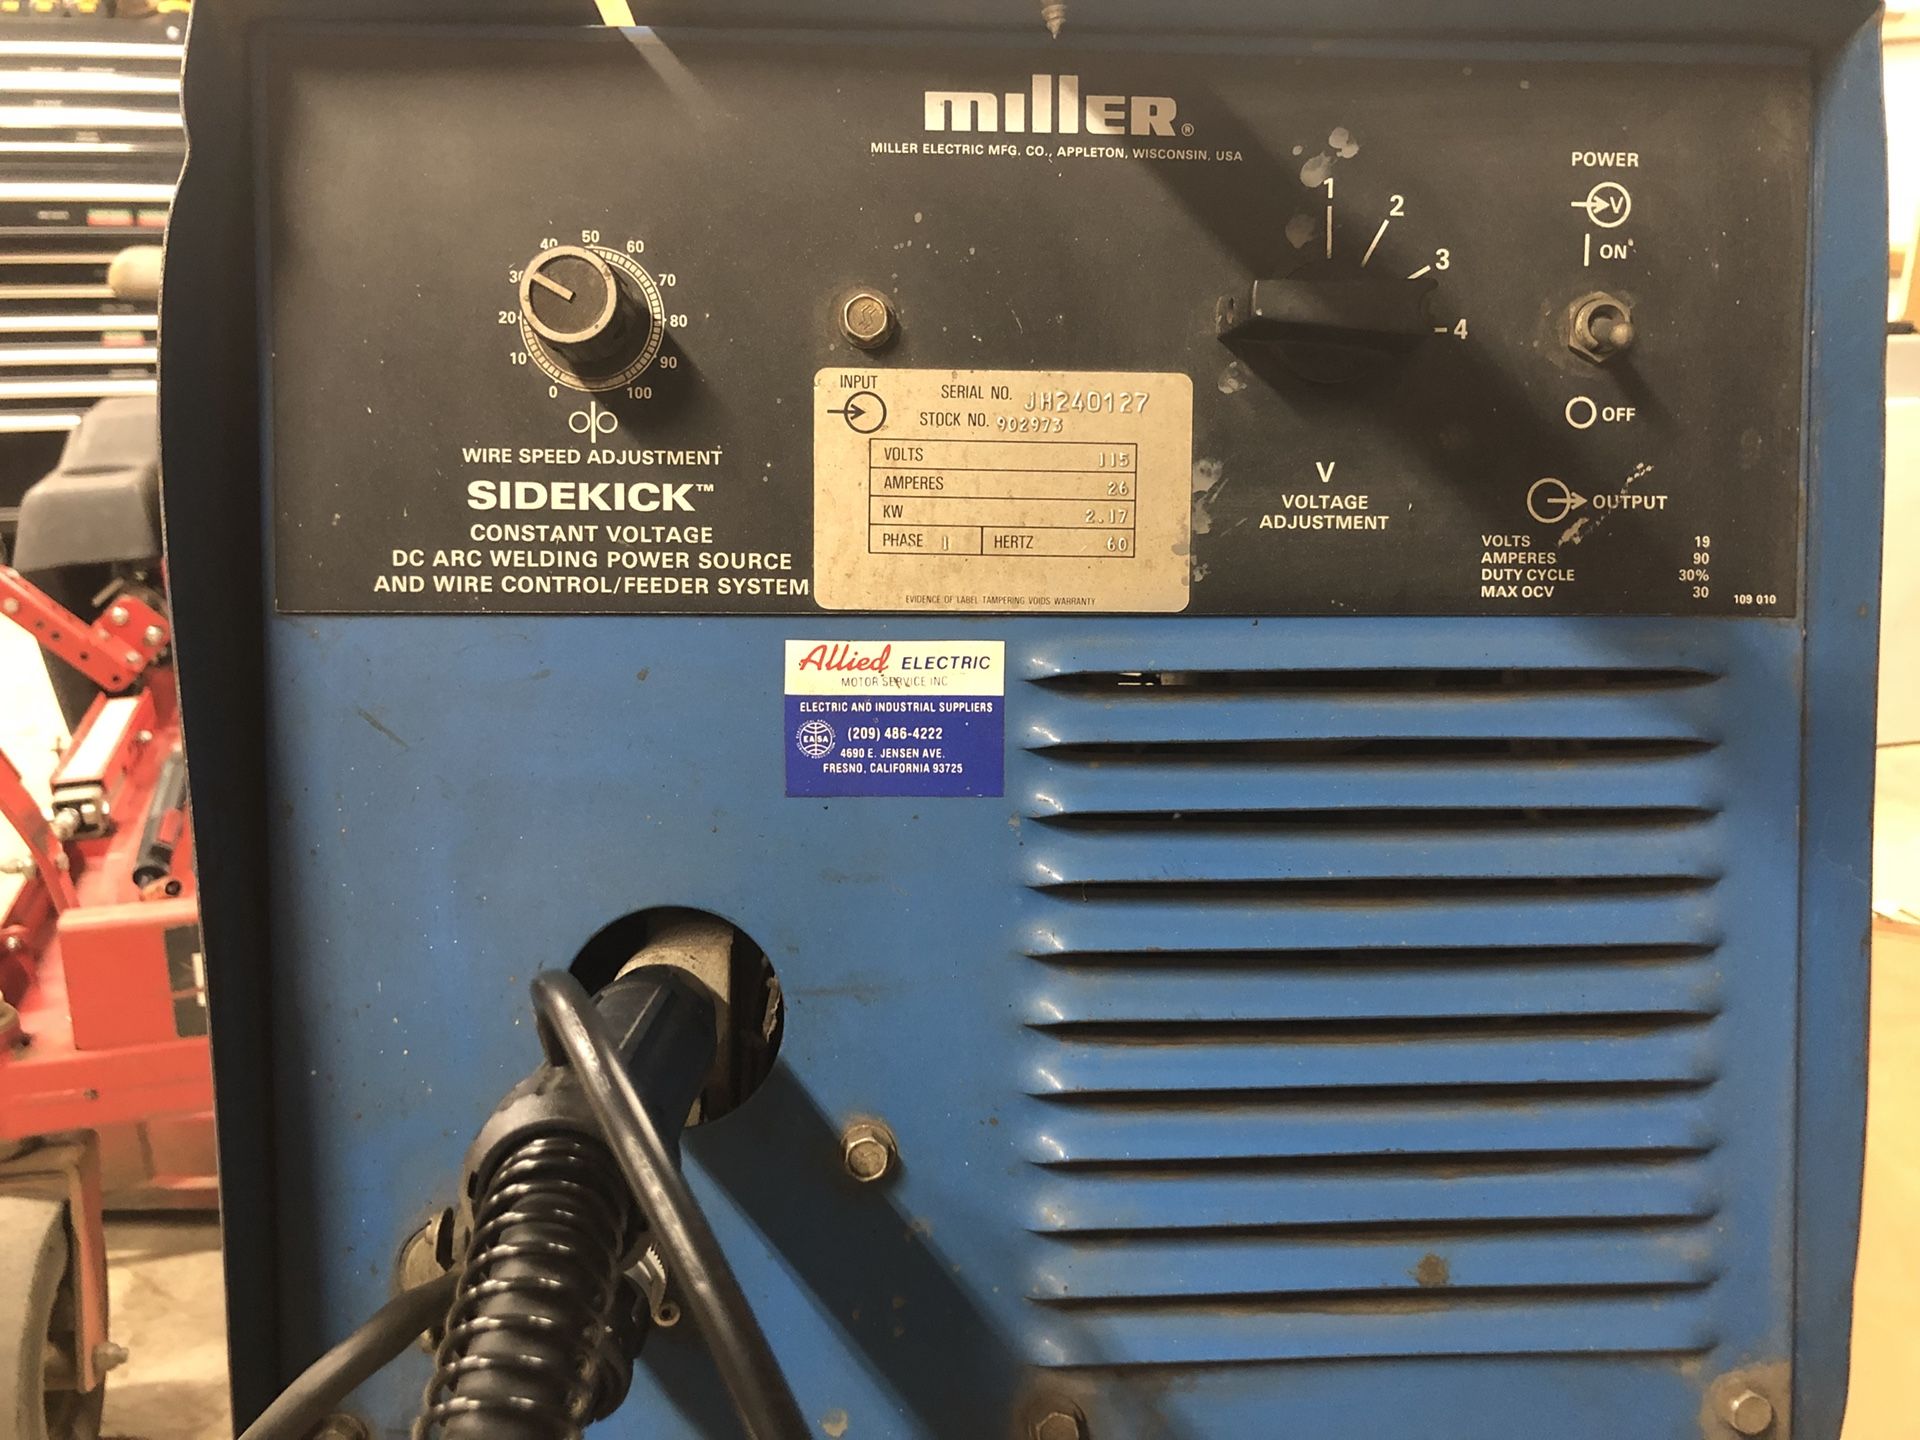 miller®
MILLER ELECTRIC MFG. CO., APPLETON, WISCONSIN, USA
0
10
20
30
40
50
60
70
80
90
100
WIRE SPEED ADJUSTMENT
SIDEKICK™
CONSTANT VOLTAGE
DC ARC WELDING POWER SOURCE
AND WIRE CONTROL/FEEDER SYSTEM
INPUT
SERIAL NO. JH240127
STOCK NO. 902973
VOLTS 115
AMPERES 26
KW 2.17
PHASE 1 HERTZ 60
EVIDENCE OF LABEL TAMPERING VOIDS WARRANTY
1
2
3
4
V
VOLTAGE
ADJUSTMENT
POWER
V
ON
OFF
OUTPUT
VOLTS 19
AMPERES 90
DUTY CYCLE 30%
MAX OCV 30
109 010
Allied ELECTRIC
MOTOR SERVICE INC
ELECTRIC AND INDUSTRIAL SUPPLIERS
EASA
(209) 486-4222
4690 E. JENSEN AVE.
FRESNO, CALIFORNIA 93725